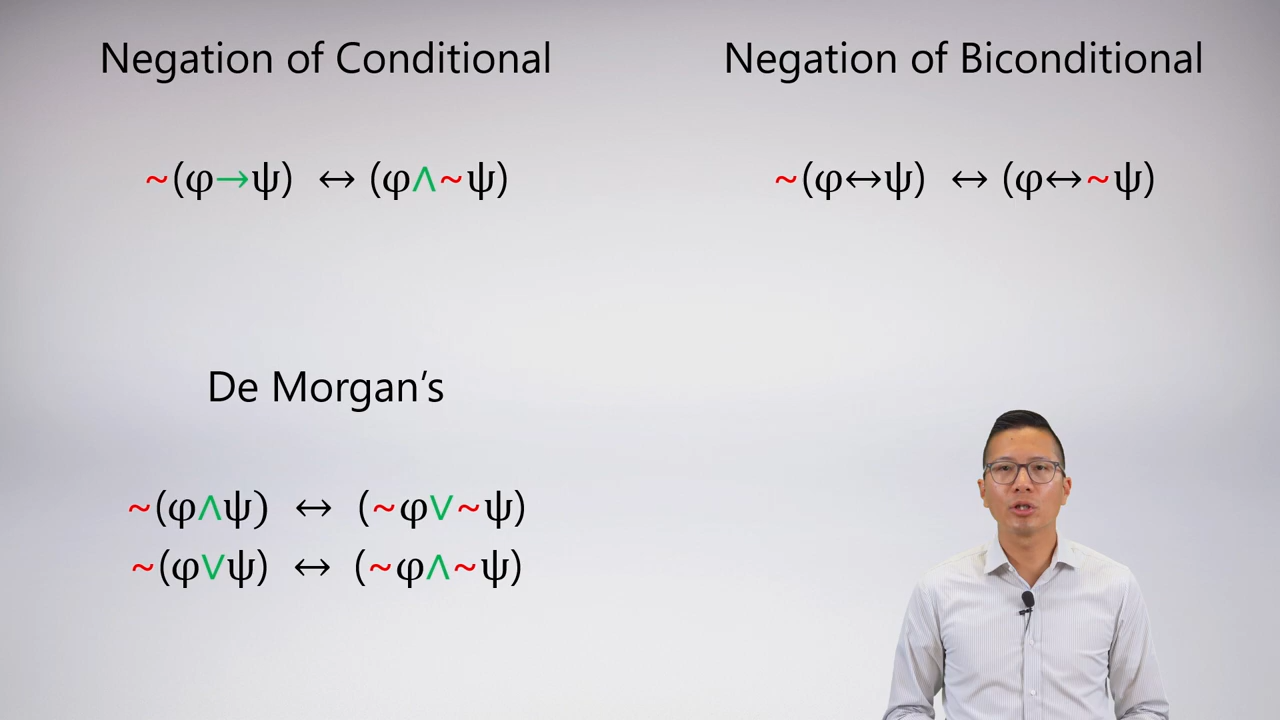 Negation of Conditional
~(φ→ψ) ↔ (φ∧~ψ)
Negation of Biconditional
~(φ↔ψ) ↔ (φ↔~ψ)
De Morgan’s
~(φ∧ψ) ↔ (~φ∨~ψ)
~(φ∨ψ) ↔ (~φ∧~ψ)